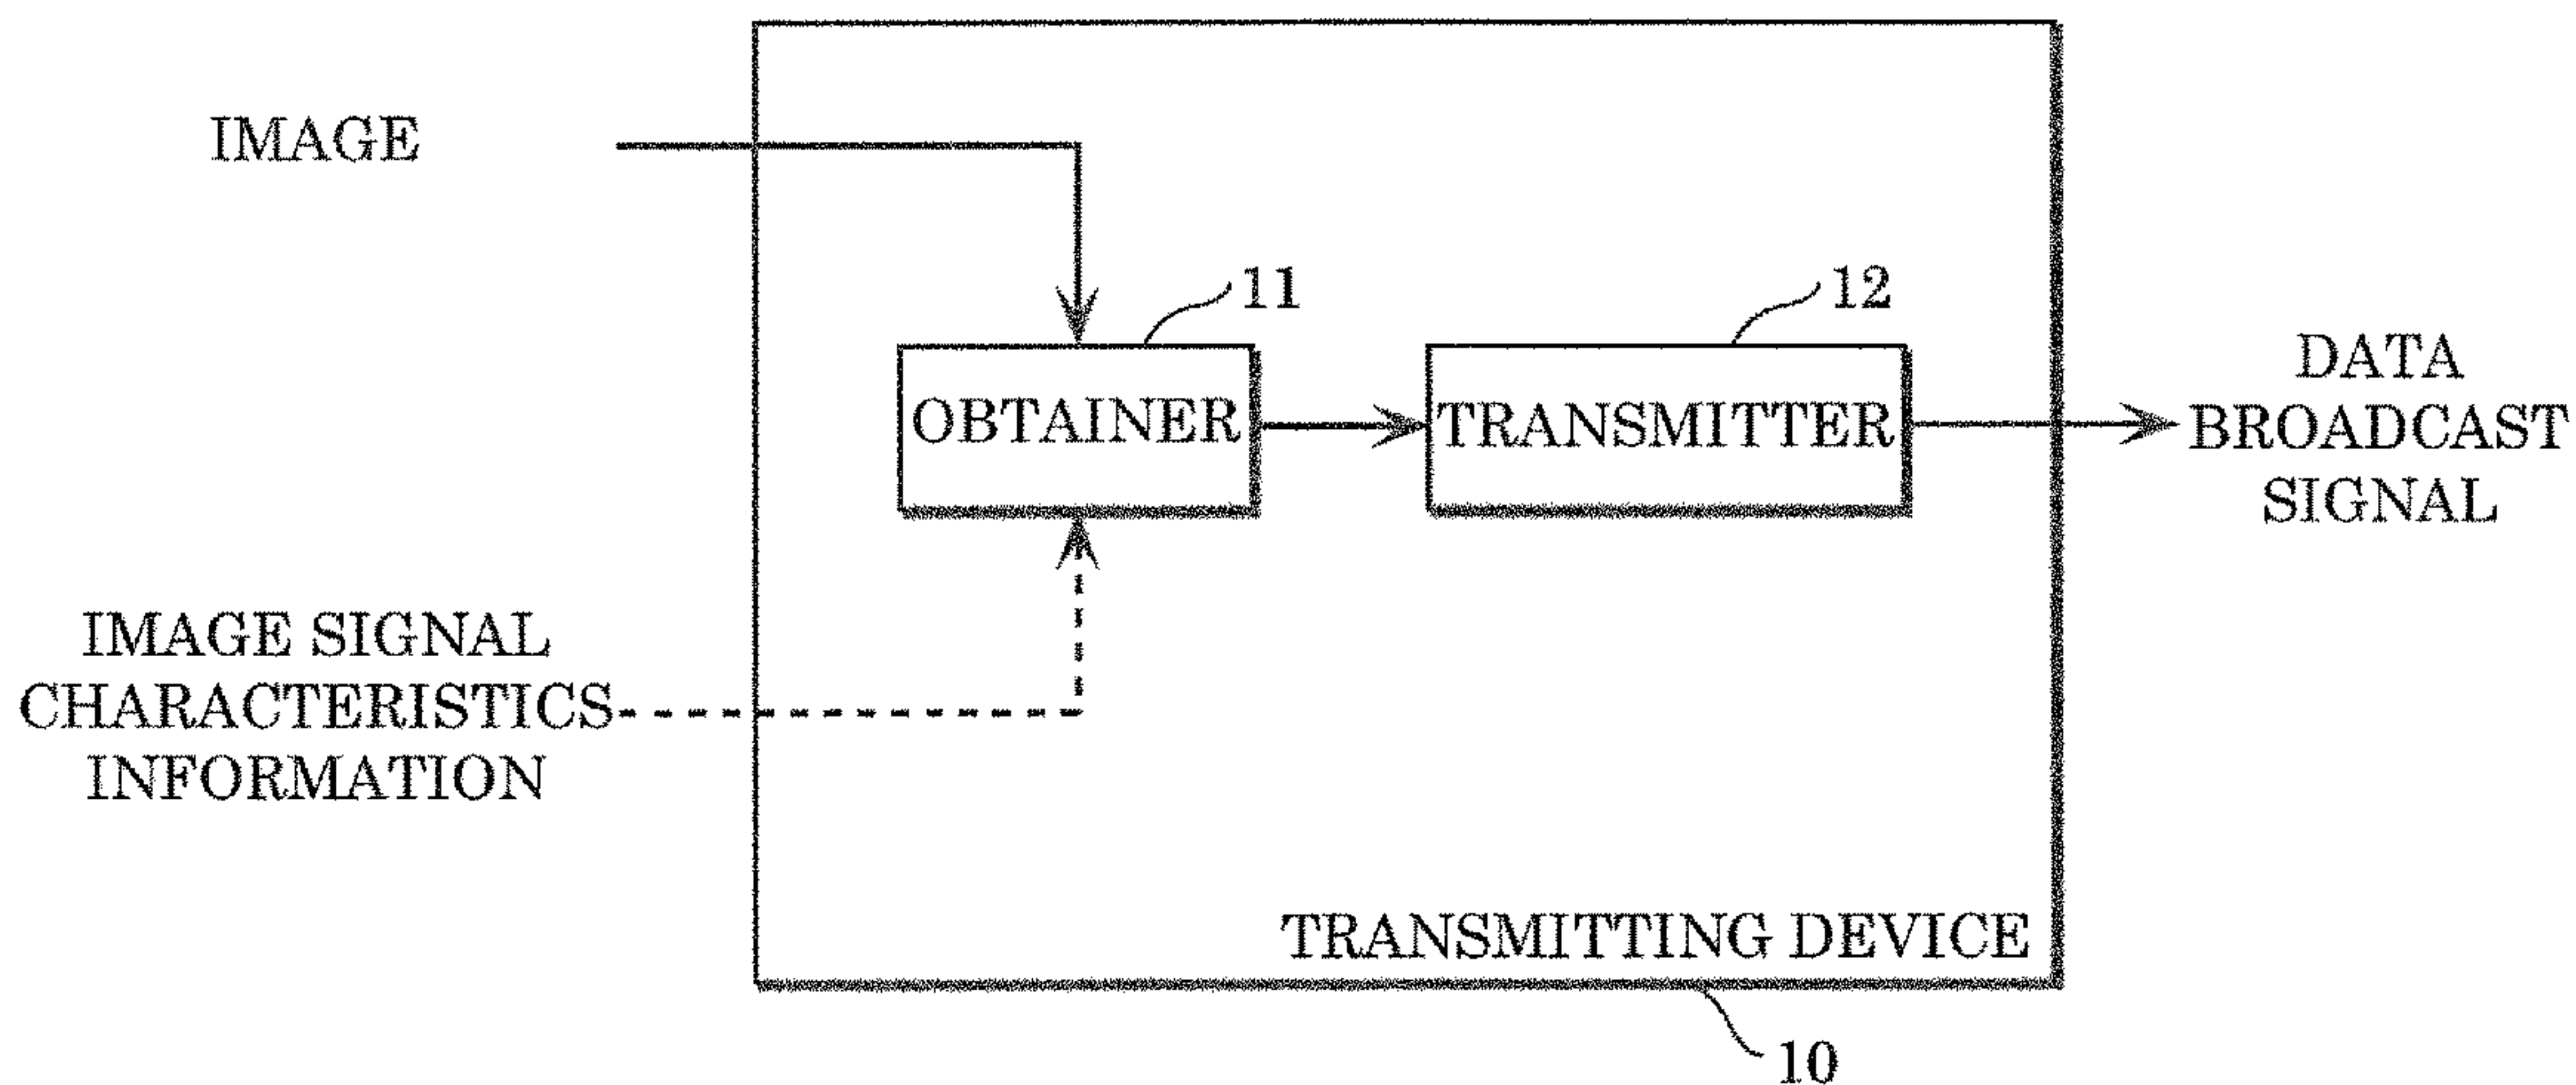 IMAGE
11
12
OBTAINER
TRANSMITTER
DATA
BROADCAST
SIGNAL
IMAGE SIGNAL
CHARACTERISTICS
INFORMATION
TRANSMITTING DEVICE
10